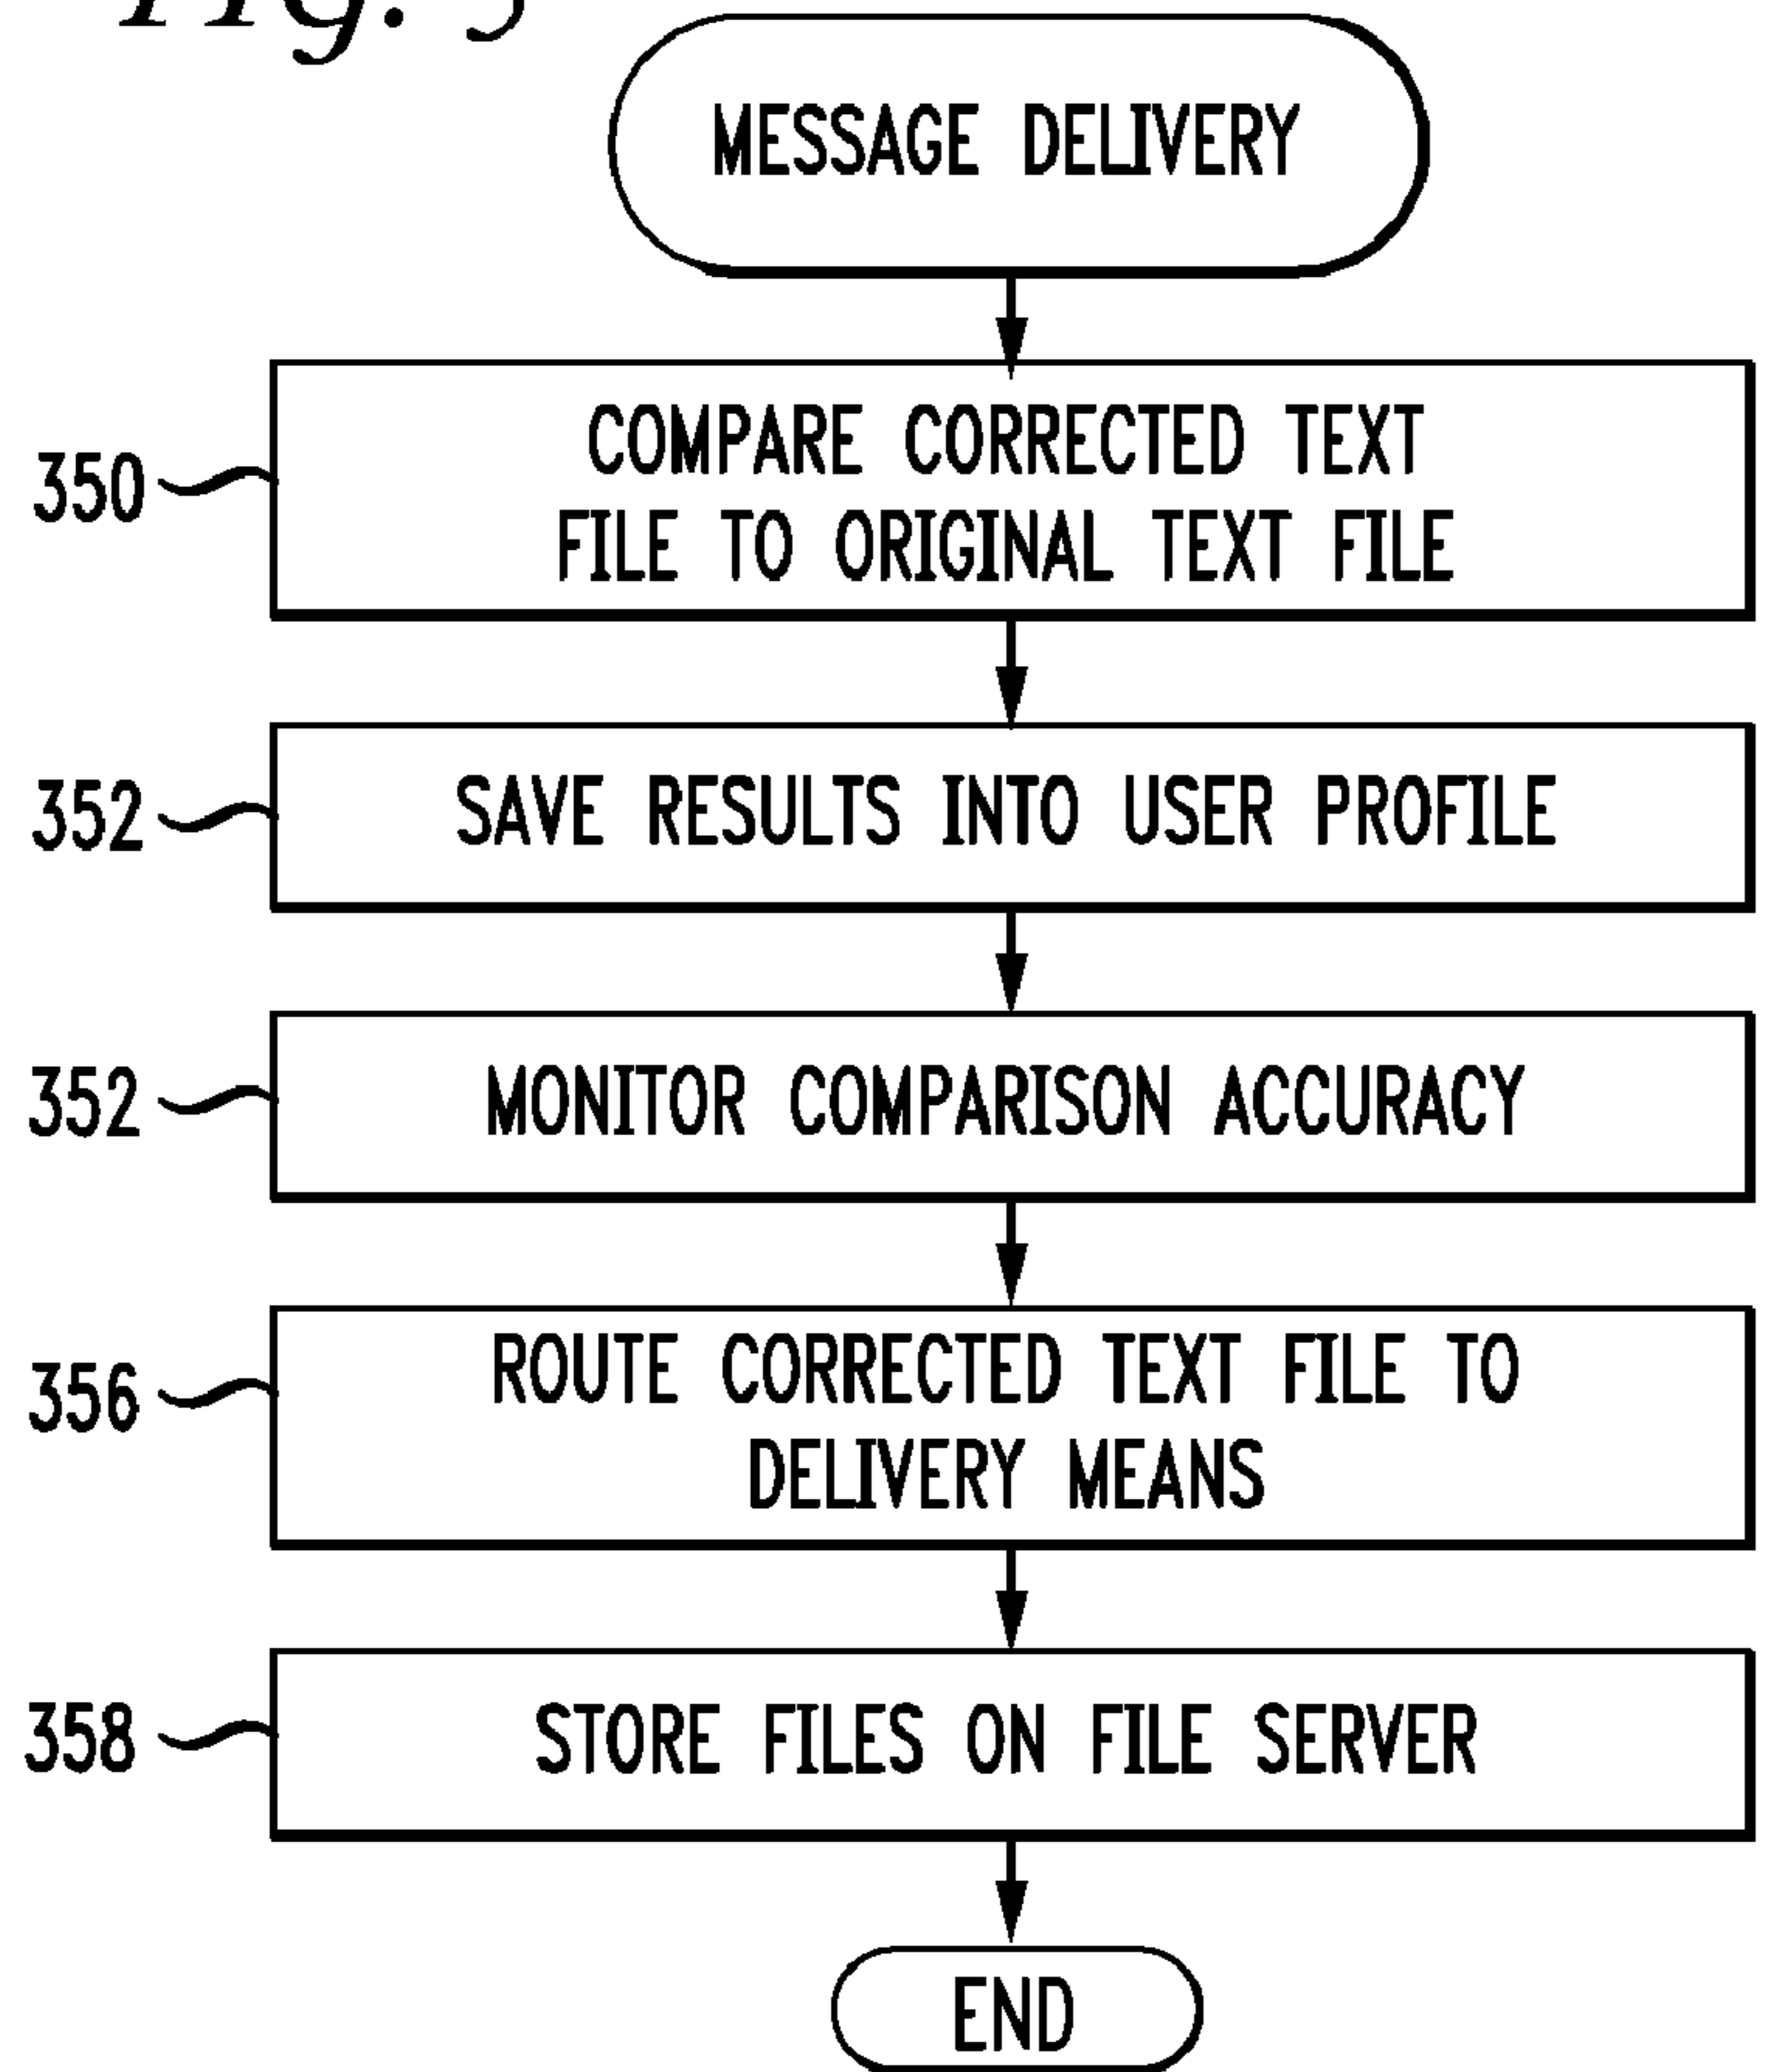 MESSAGE DELIVERY
350
COMPARE CORRECTED TEXT
FILE TO ORIGINAL TEXT FILE
352
SAVE RESULTS INTO USER PROFILE
352
MONITOR COMPARISON ACCURACY
356
ROUTE CORRECTED TEXT FILE TO
DELIVERY MEANS
358
STORE FILES ON FILE SERVER
END